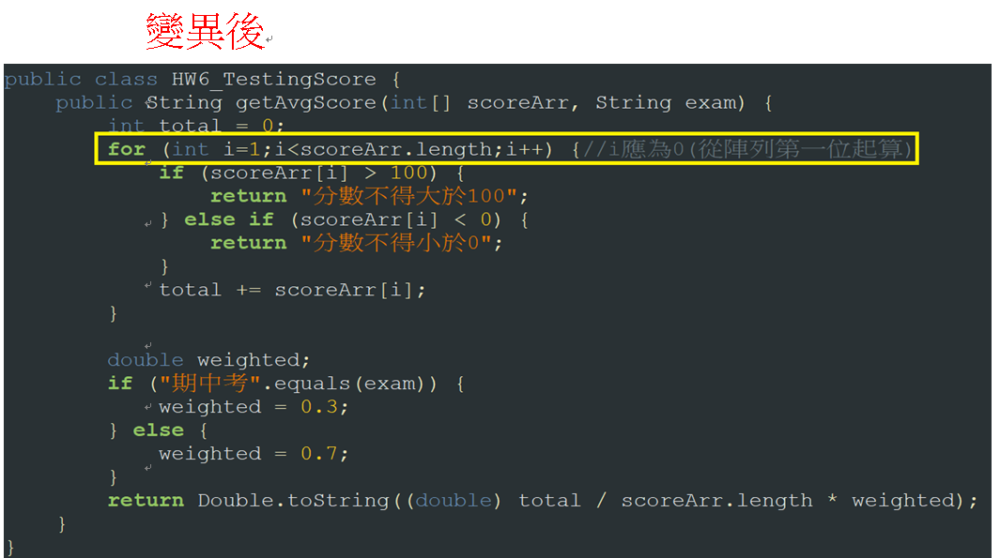 變異後
public class HW6_TestingScore {
public String getAvgScore(int[] scoreArr, String exam) {
int total = 0;
for (int i=1;i<scoreArr.length;i++) {//i應為0(從陣列第一位起算)
if (scoreArr[i] > 100) {
return "分數不得大於100";
} else if (scoreArr[i] < 0) {
return "分數不得小於0";
}
total += scoreArr[i];
}
double weighted;
if ("期中考".equals(exam)) {
weighted = 0.3;
} else {
weighted = 0.7;
}
return Double.toString((double) total / scoreArr.length * weighted);
}
}